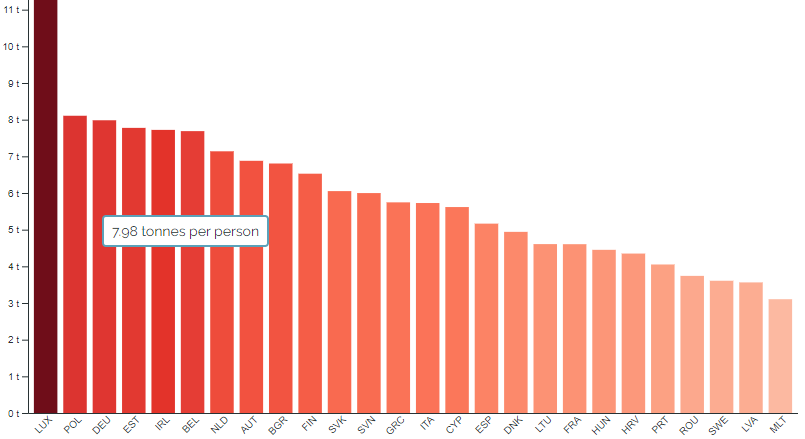 11 t
10 t
9 t
8 t
7 t
6 t
5 t
4 t
3 t
2 t
1 t
0 t
7.98 tonnes per person
LUX
POL
DEU
EST
IRL
BEL
NLD
AUT
BGR
FIN
SVK
SVN
GRC
ITA
CYP
ESP
DNK
LTU
FRA
HUN
HRV
PRT
ROU
SWE
LVA
MLT